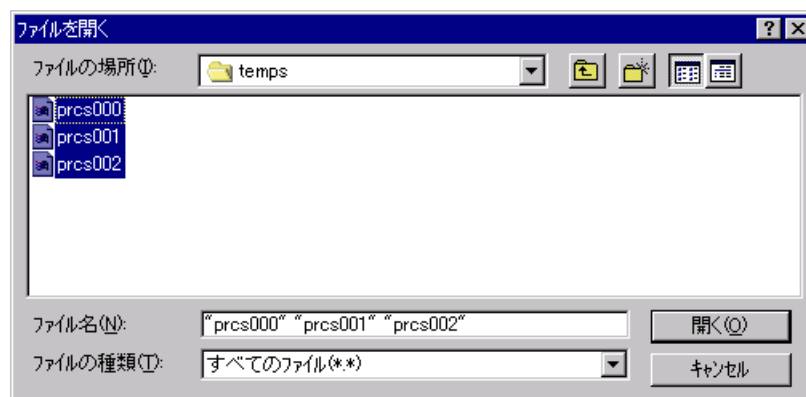 ファイルを開く
ファイルの場所(I): temps
prcs000
prcs001
prcs002
ファイル名(N): "prcs000" "prcs001" "prcs002" 開く(O)
ファイルの種類(T): すべてのファイル(*.*) キャンセル